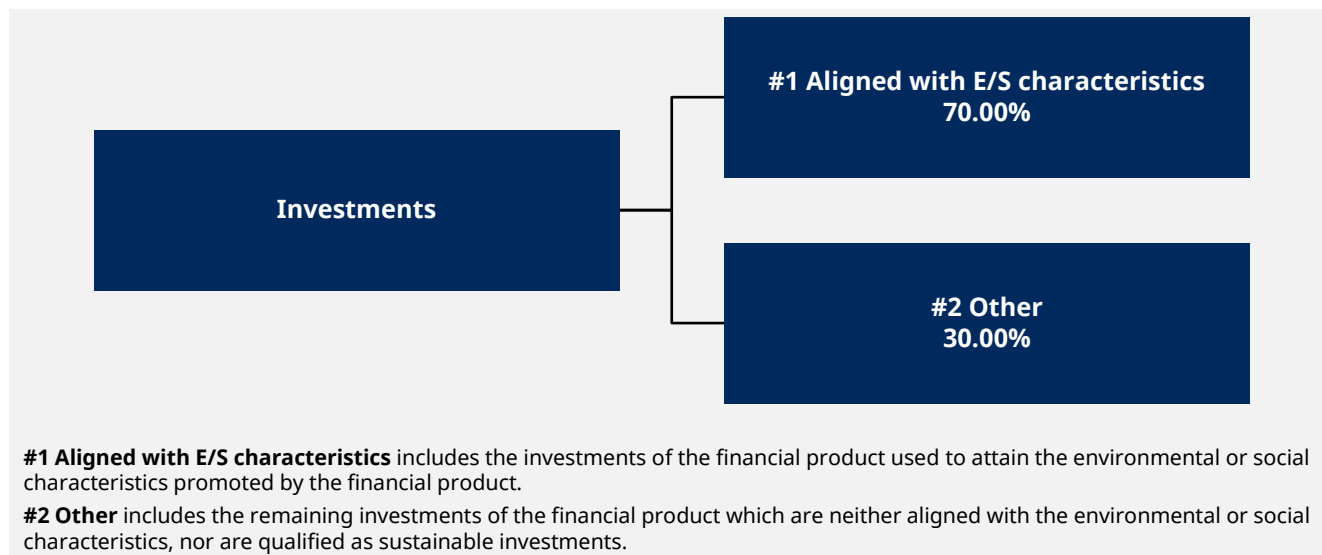 #1 Aligned with E/S characteristics
70.00%
Investments
#2 Other
30.00%
#1 Aligned with E/S characteristics includes the investments of the financial product used to attain the environmental or social
characteristics promoted by the financial product.
#2 Other includes the remaining investments of the financial product which are neither aligned with the environmental or social
characteristics, nor are qualified as sustainable investments.